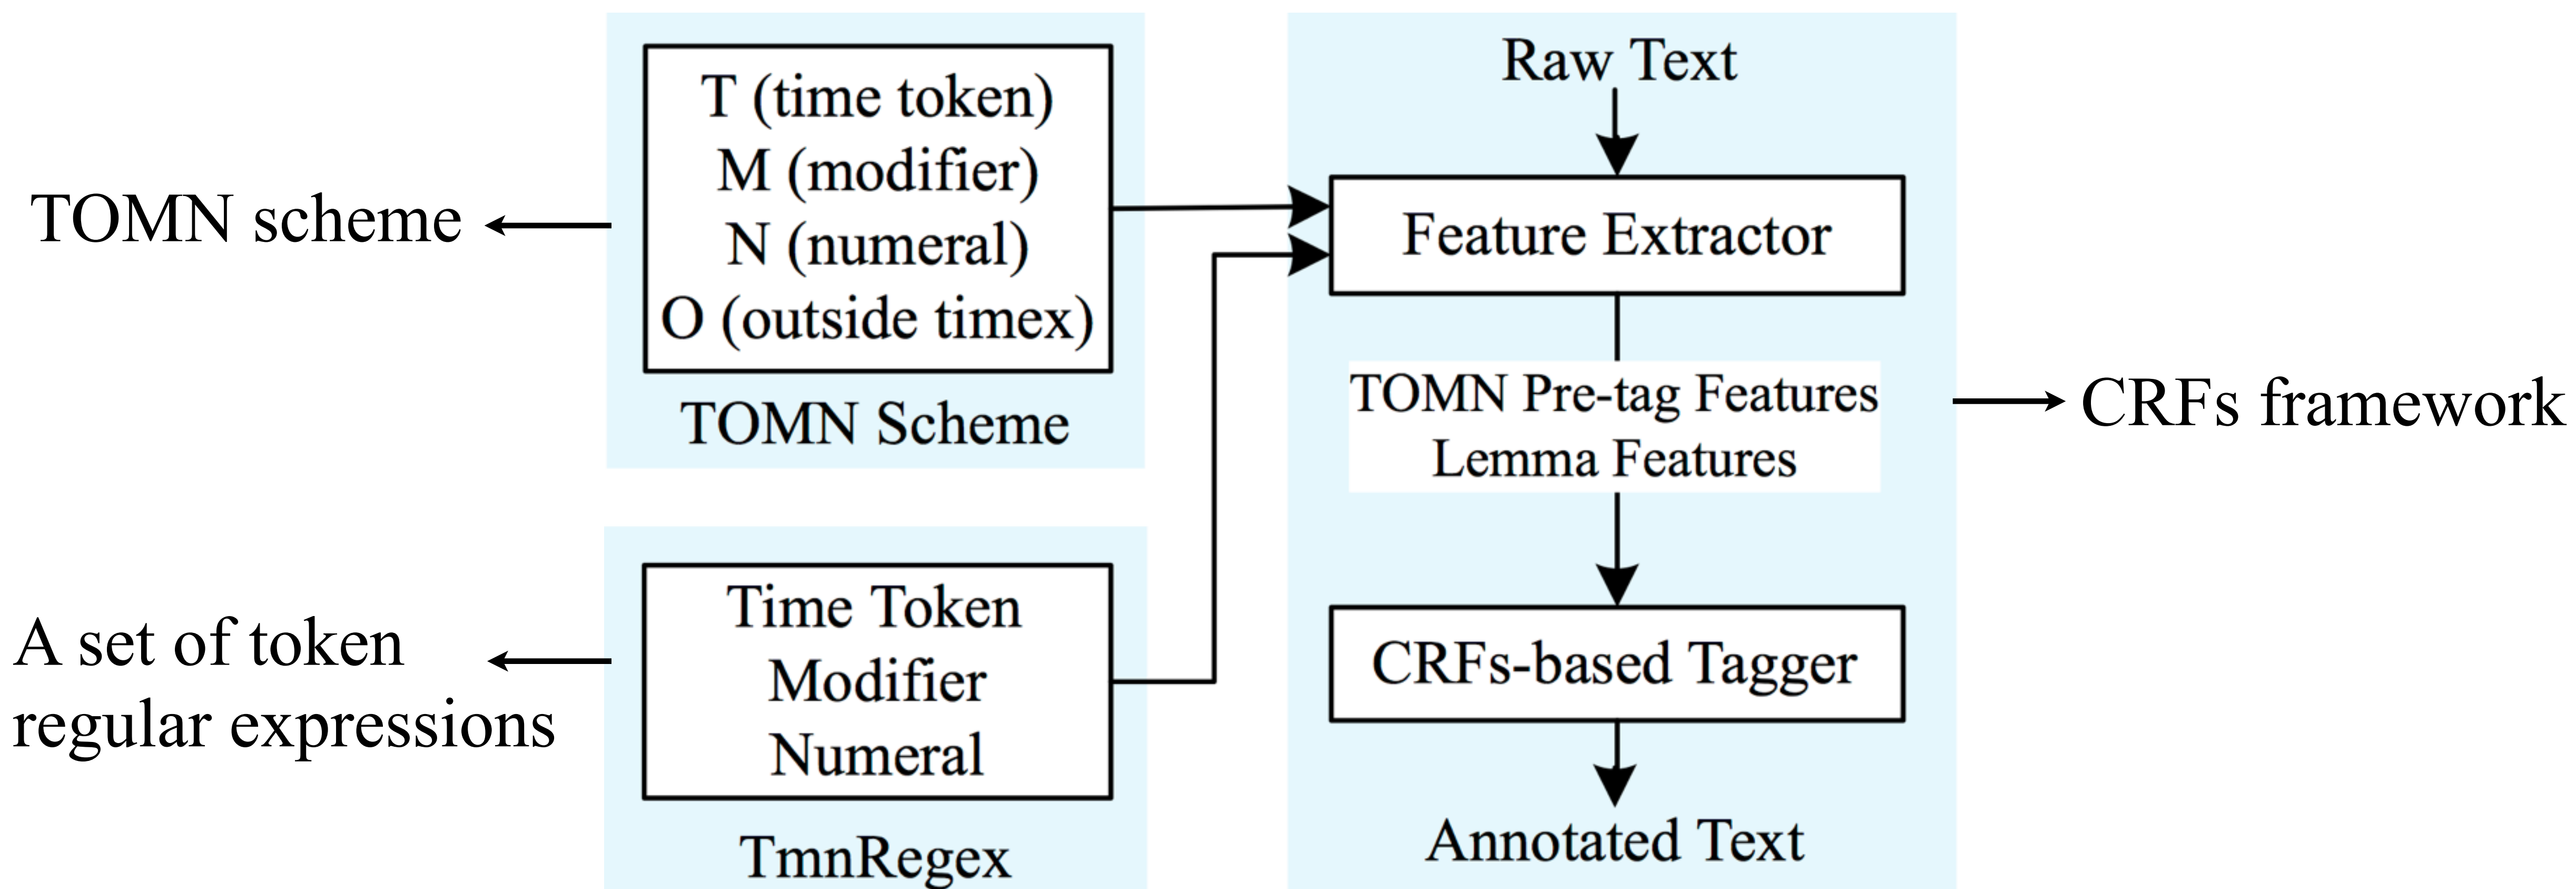 TOMN scheme
T (time token)
M (modifier)
N (numeral)
O (outside timex)
TOMN Scheme
A set of token
regular expressions
Time Token
Modifier
Numeral
TmnRegex
Raw Text
Feature Extractor
TOMN Pre-tag Features
Lemma Features
CRFs-based Tagger
Annotated Text
CRFs framework